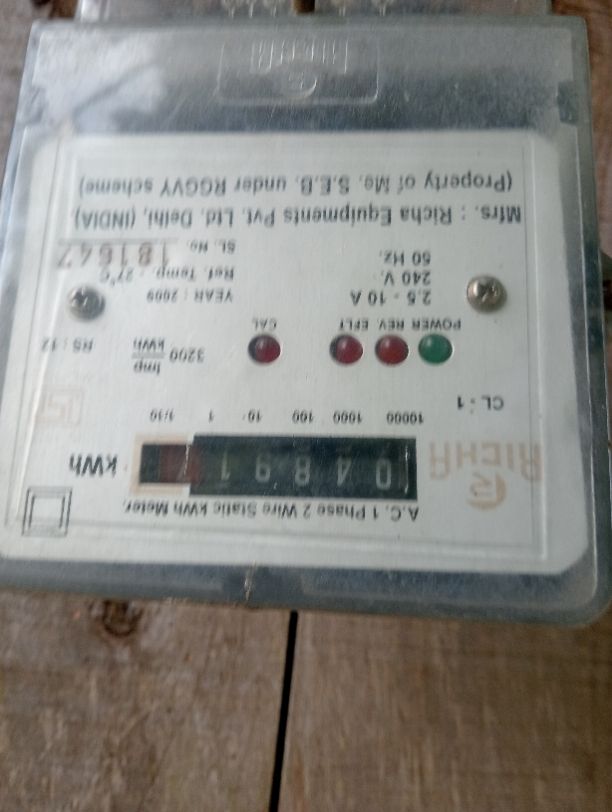 A.C. 1 Phase 2 Wire Static kWh Meter.
RICHA
0 4 8 9 1 7 kWh
10000 1000 100 10 1 1/10
CL : 1
3200 Imp/kWh
RS : 12
POWER REV. EFLT CAL
2.5 - 10 A
240 V.
50 Hz.
YEAR : 2009
Ref. Temp. - 27°C
SL. No. 181647
Mfrs. : Richa Equipments Pvt. Ltd. Delhi, (INDIA)
(Property of Me. S.E.B. under RGGVY scheme)
RICHA